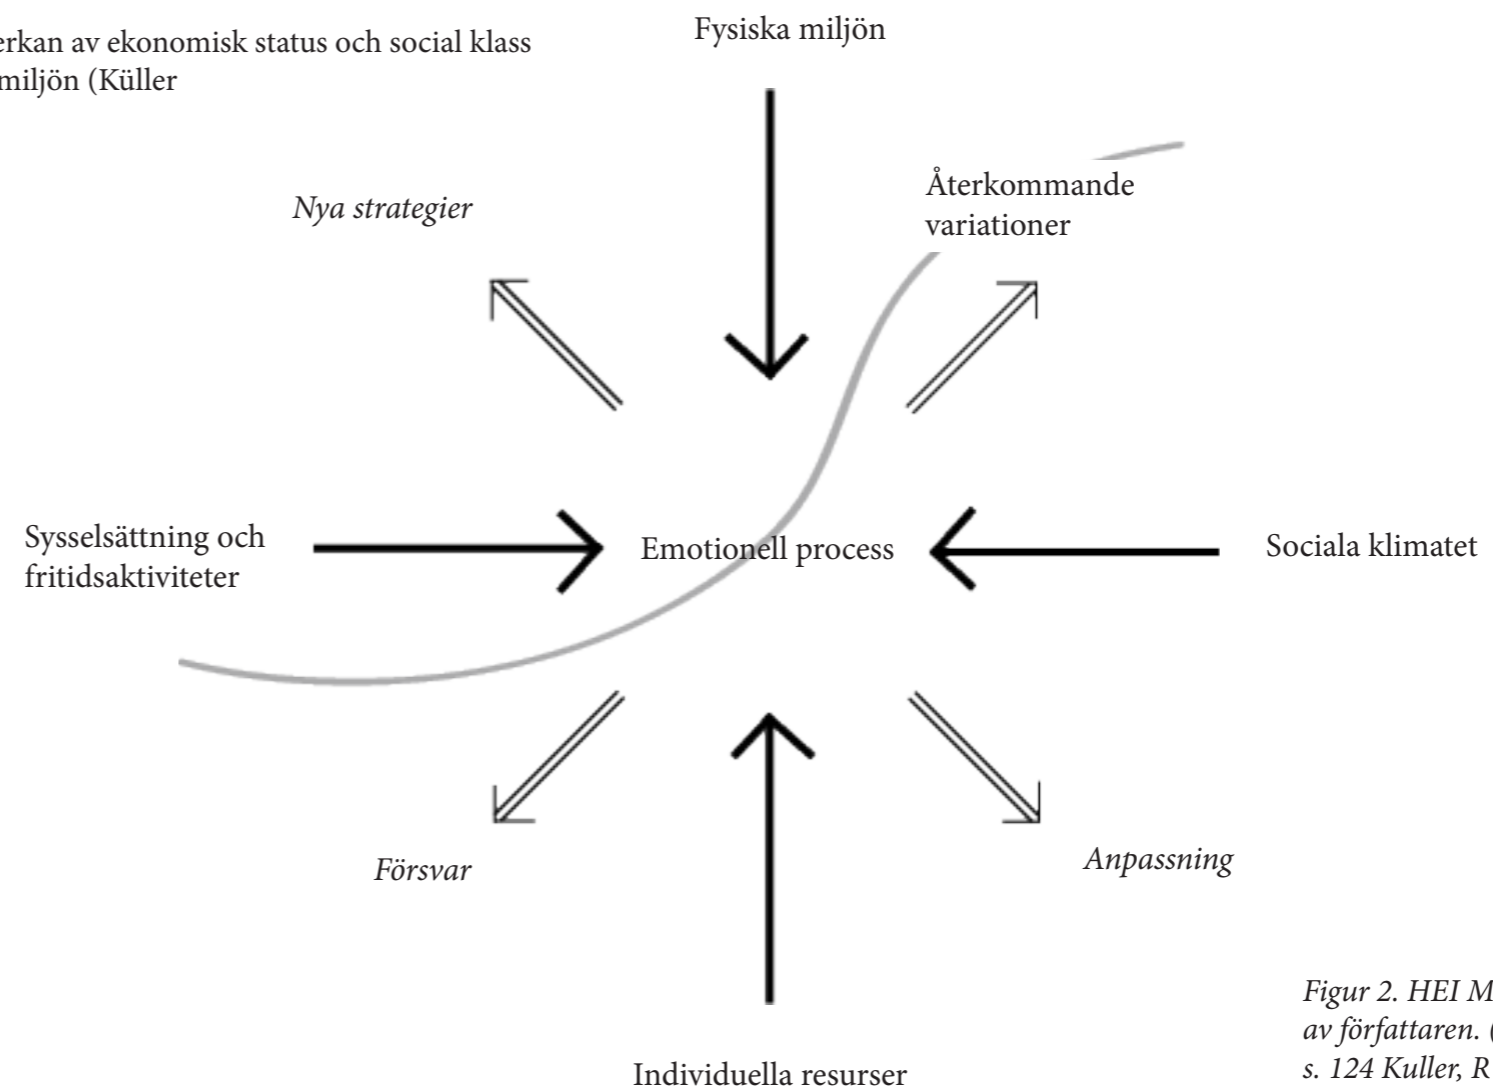 av ekonomisk status och social klass
miljön (Küller
Fysiska miljön
Nya strategier
Återkommande
variationer
Sysselsättning och
fritidsaktiviteter
Emotionell process
Sociala klimatet
Försvar
Anpassning
Individuella resurser
Figur 2. HEI
av författaren. (
s. 124 Kuller, R